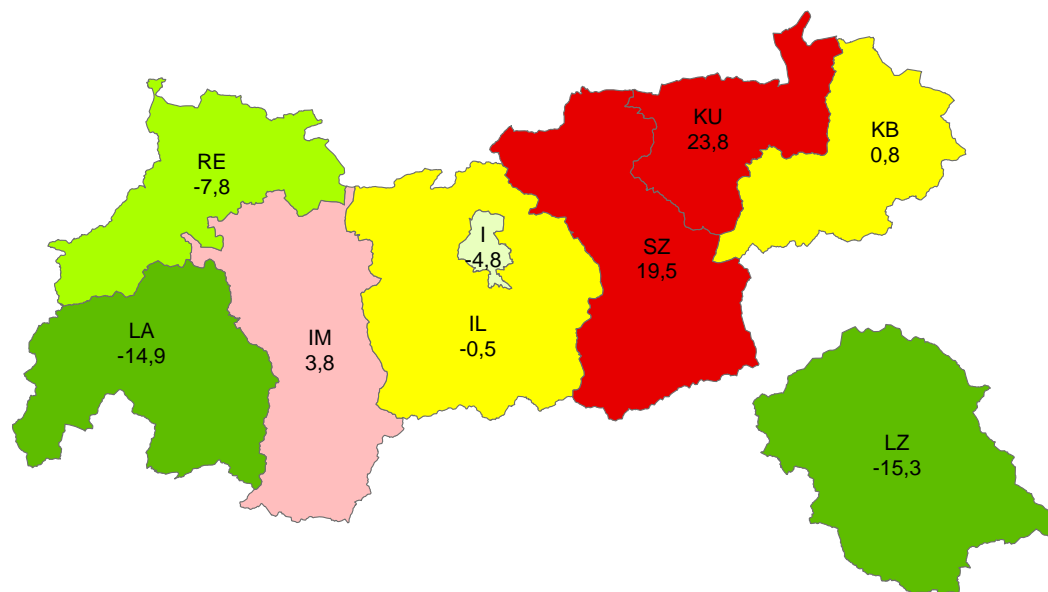 KU
23,8
KB
0,8
RE
-7,8
I
-4,8
SZ
19,5
LA
-14,9
IM
3,8
IL
-0,5
LZ
-15,3